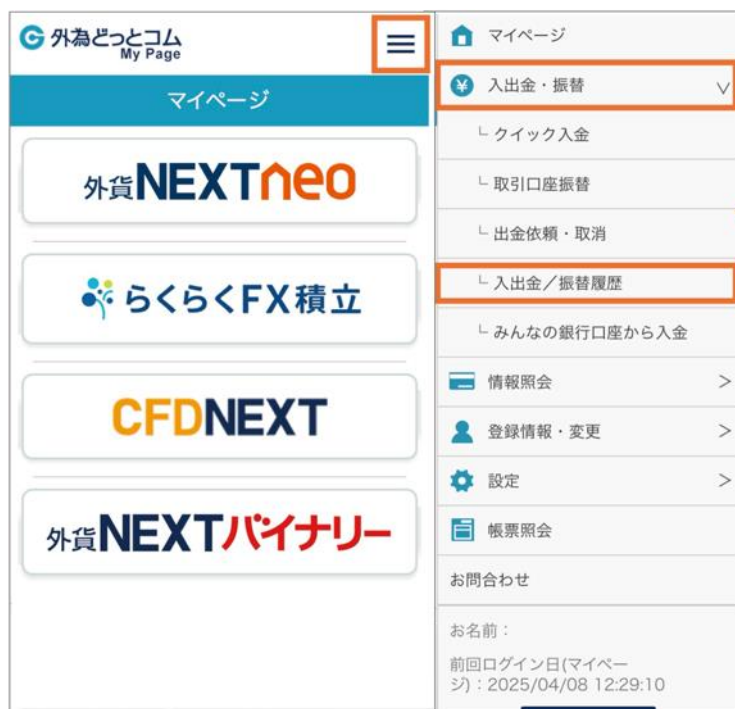 外為どっとコム
My Page
マイページ
外貨NEXTneo
らくらくFX積立
CFDNEXT
外貨NEXTバイナリー
マイページ
入出金・振替
└ クイック入金
└ 取引口座振替
└ 出金依頼・取消
└ 入出金／振替履歴
└ みんなの銀行口座から入金
情報照会
登録情報・変更
設定
帳票照会
お問合わせ
お名前：
前回ログイン日(マイペー
ジ)：2025/04/08 12:29:10